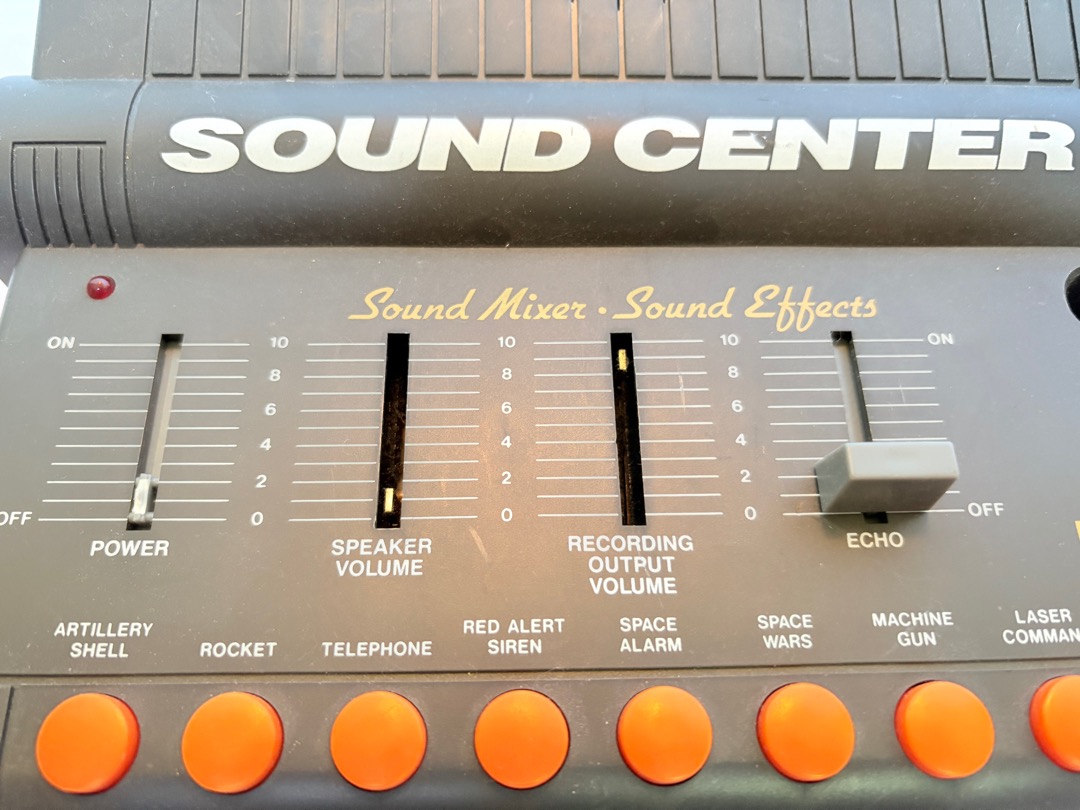 SOUND CENTER
Sound Mixer · Sound Effects
ON 10 10 10 ON
8 8 8
6 6 6
4 4 4
2 2 2
OFF 0 0 0 OFF
POWER
SPEAKER
VOLUME
RECORDING
OUTPUT
VOLUME
ECHO
ARTILLERY
SHELL
ROCKET
TELEPHONE
RED ALERT
SIREN
SPACE
ALARM
SPACE
WARS
MACHINE
GUN
LASER
COMMAN